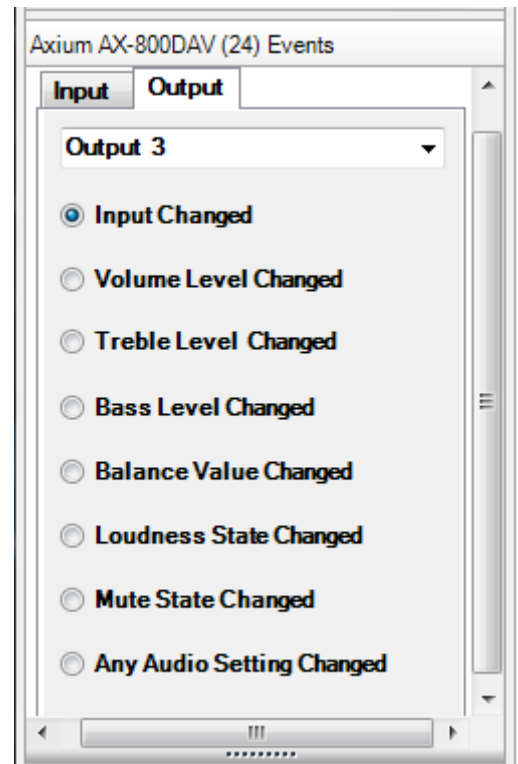 Axium AX-800DAV (24) Events
Input Output
Output 3
Input Changed
Volume Level Changed
Treble Level Changed
Bass Level Changed
Balance Value Changed
Loudness State Changed
Mute State Changed
Any Audio Setting Changed